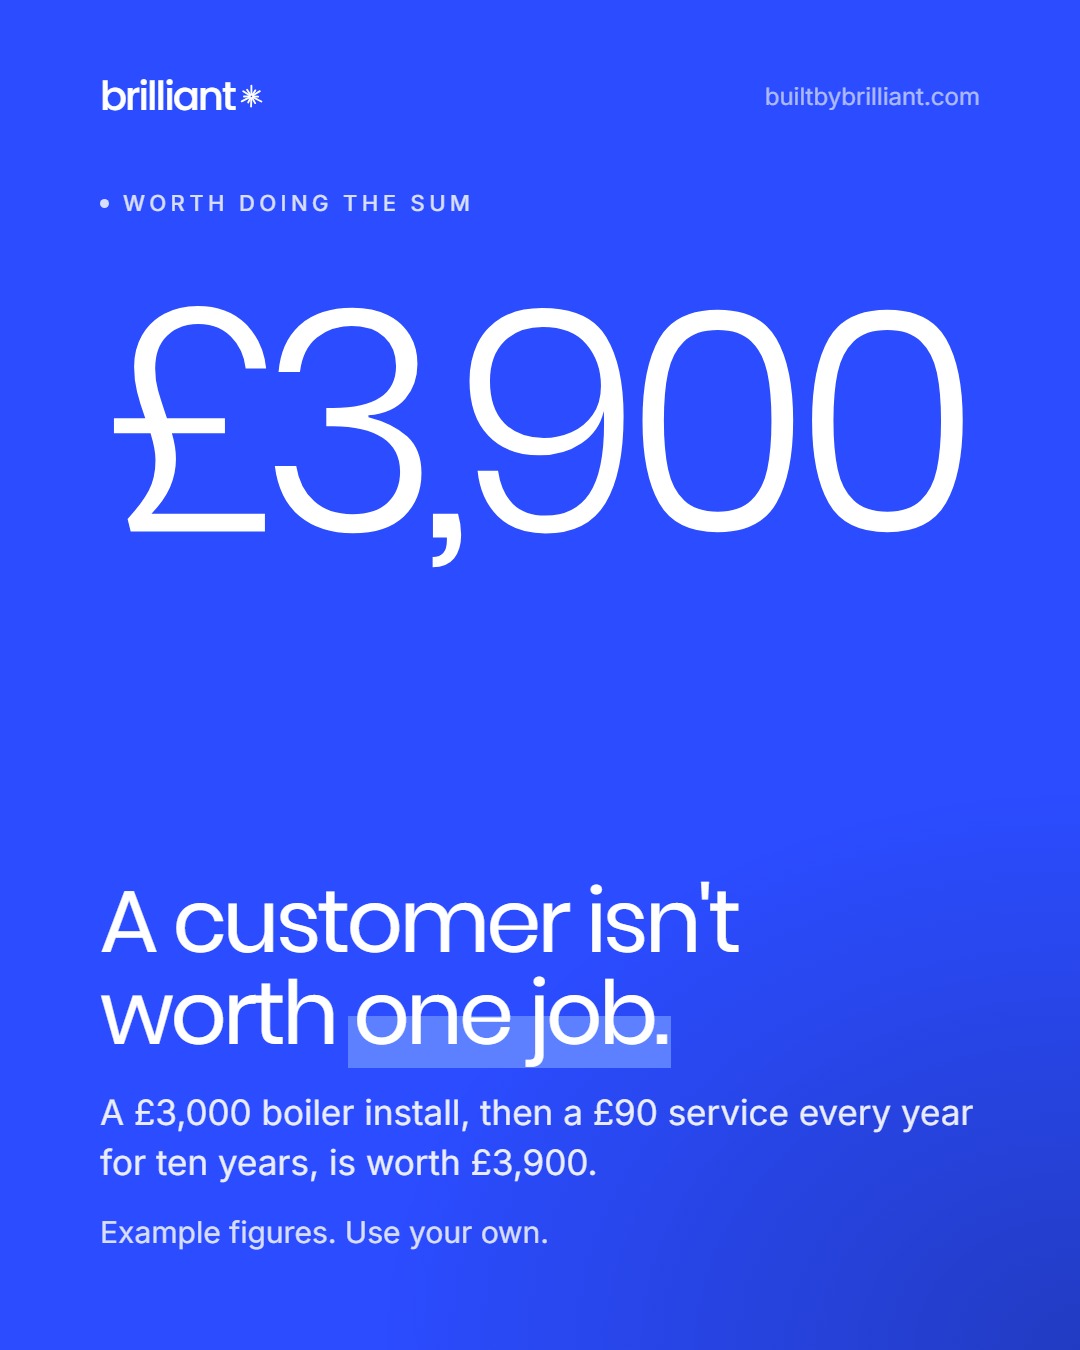 brilliant
builtbybrilliant.com
• WORTH DOING THE SUM
£3,900
A customer isn't
worth one job.
A £3,000 boiler install, then a £90 service every year
for ten years, is worth £3,900.
Example figures. Use your own.